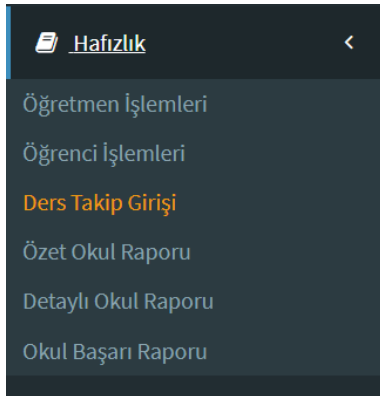 Hafızlık
Öğretmen İşlemleri
Öğrenci İşlemleri
Ders Takip Girişi
Özet Okul Raporu
Detaylı Okul Raporu
Okul Başarı Raporu